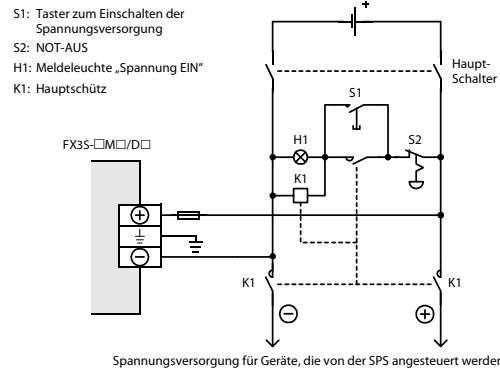 S1: Taster zum Einschalten der
Spannungsversorgung
S2: NOT-AUS
H1: Meldeleuchte „Spannung EIN“
K1: Hauptschütz
+
Haupt-
Schalter
S1
FX3S-□M□/D□
H1
S2
K1
+
−
K1
K1
−
+
Spannungsversorgung für Geräte, die von der SPS angesteuert werden